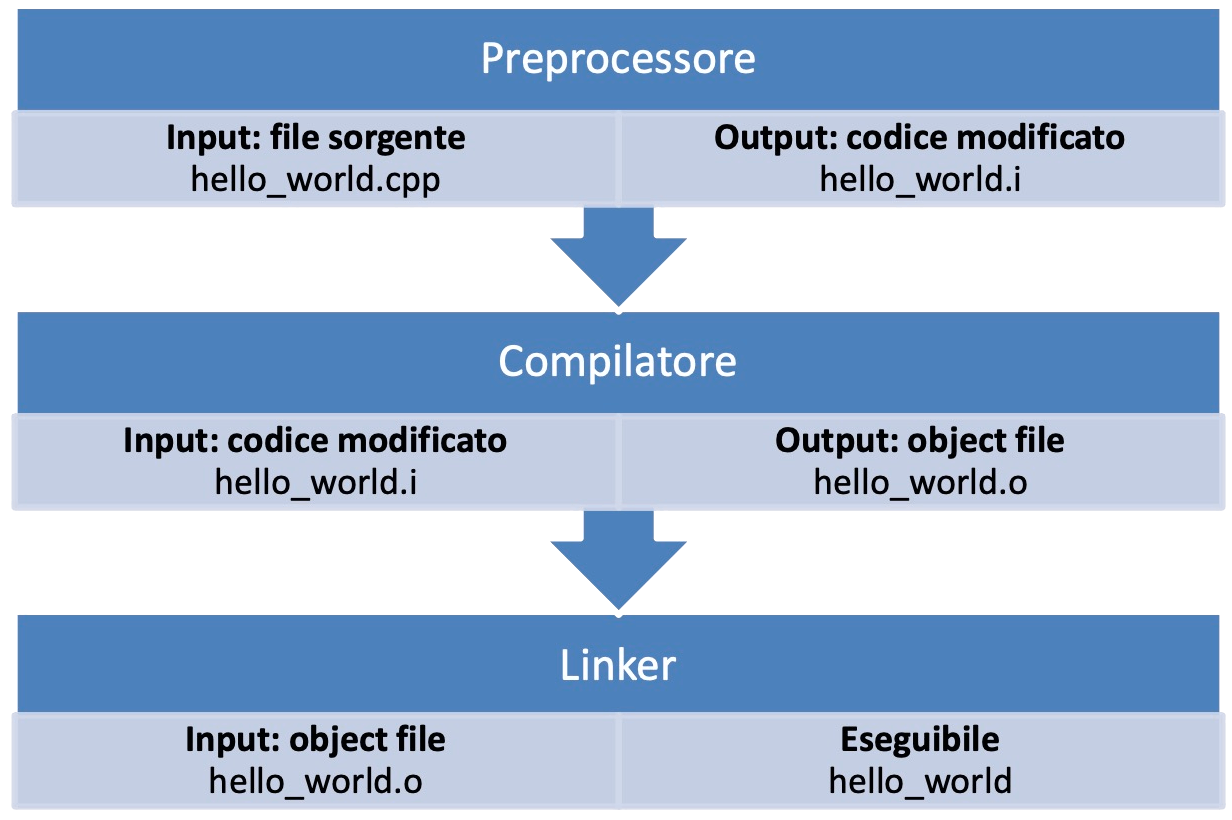 Preprocessore
Input: file sorgente
hello_world.cpp
Output: codice modificato
hello_world.i
Compilatore
Input: codice modificato
hello_world.i
Output: object file
hello_world.o
Linker
Input: object file
hello_world.o
Eseguibile
hello_world